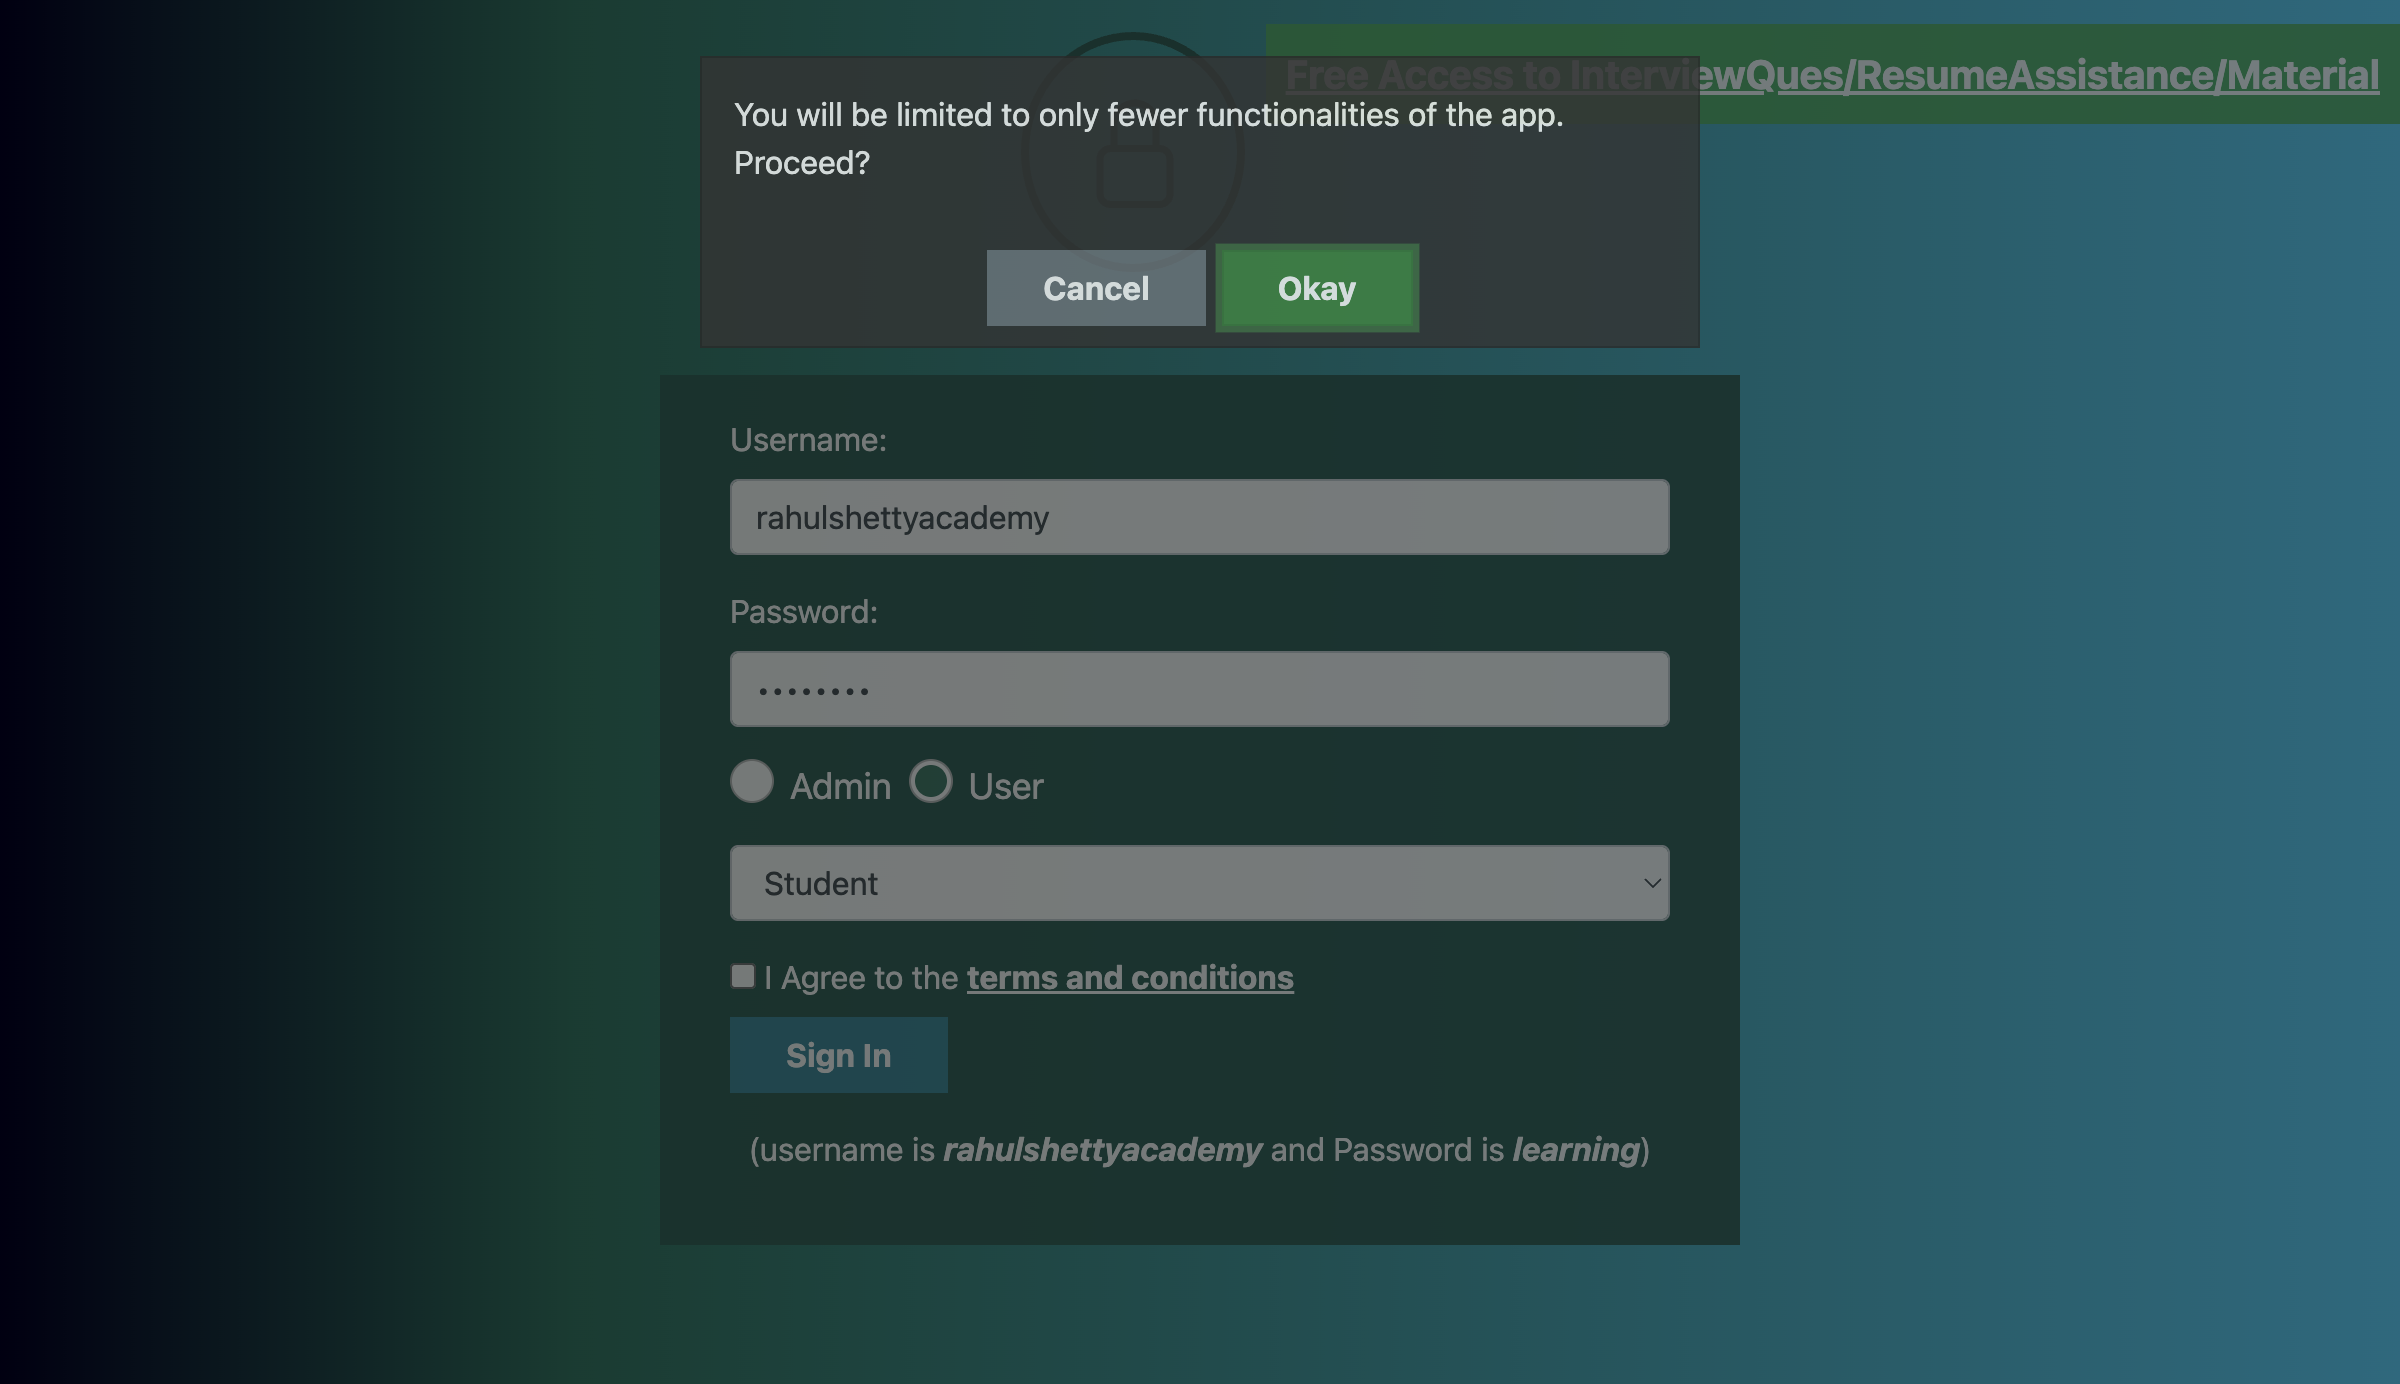 Free Access to InterviewQues/ResumeAssistance/Material
You will be limited to only fewer functionalities of the app.
Proceed?
Cancel
Okay
Username:
rahulshettyacademy
Password:
••••••••
Admin
User
Student
I Agree to the terms and conditions
Sign In
(username is rahulshettyacademy and Password is learning)